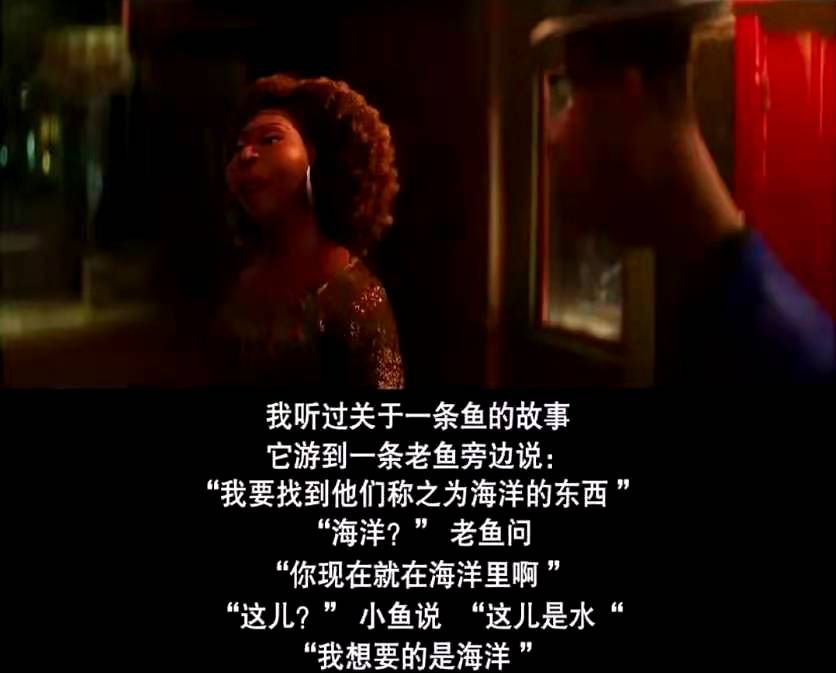 我听过关于一条鱼的故事
它游到一条老鱼旁边说：
“我要找到他们称之为海洋的东西 ”
“海洋？” 老鱼问
“你现在就在海洋里啊 ”
“这儿？” 小鱼说 “这儿是水“
“我想要的是海洋 ”